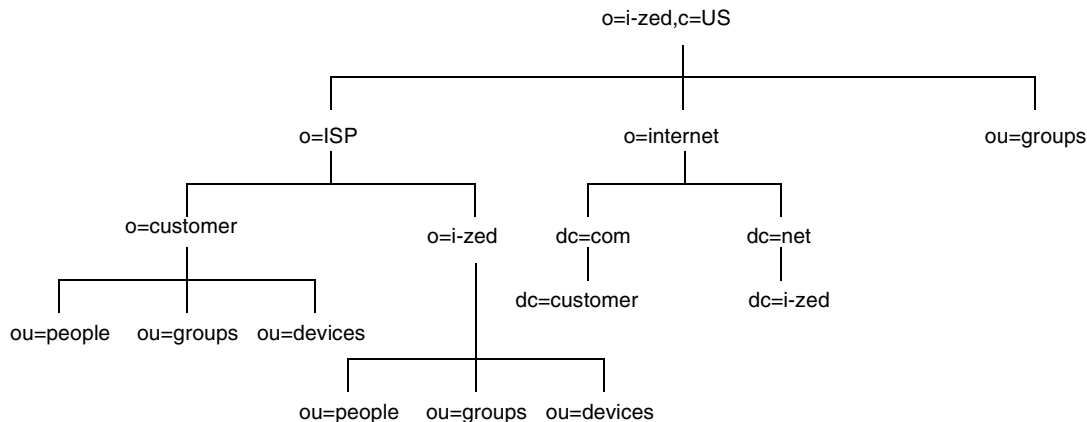 o=i-zed,c=US
o=ISP
o=internet
ou=groups
o=customer
o=i-zed
dc=com
dc=net
dc=customer
dc=i-zed
ou=people
ou=groups
ou=devices
ou=people
ou=groups
ou=devices